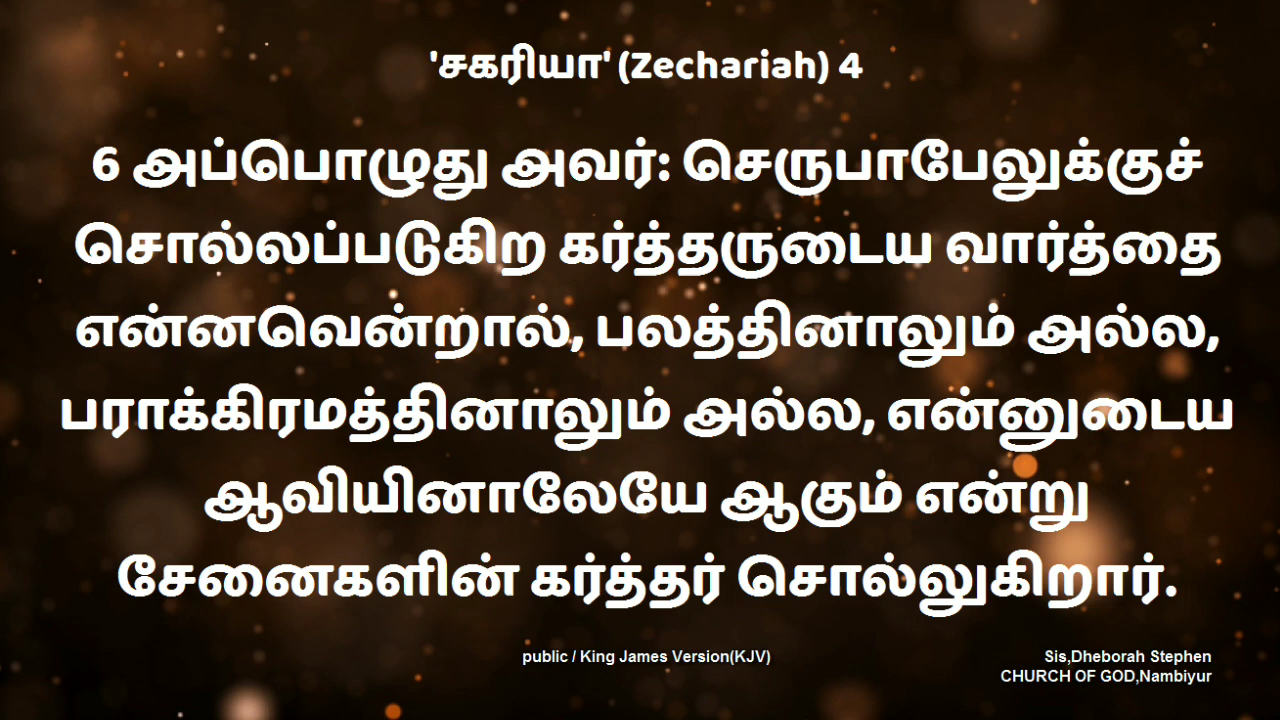 'சகரியா' (Zechariah) 4
6 அப்பொழுது அவர்: செருபாபேலுக்குச்
சொல்லப்படுகிற கர்த்தருடைய வார்த்தை
என்னவென்றால், பலத்தினாலும் அல்ல,
பராக்கிரமத்தினாலும் அல்ல, என்னுடைய
ஆவியினாலேயே ஆகும் என்று
சேனைகளின் கர்த்தர் சொல்லுகிறார்.
public / King James Version(KJV)
Sis,Dheborah Stephen
CHURCH OF GOD,Nambiyur